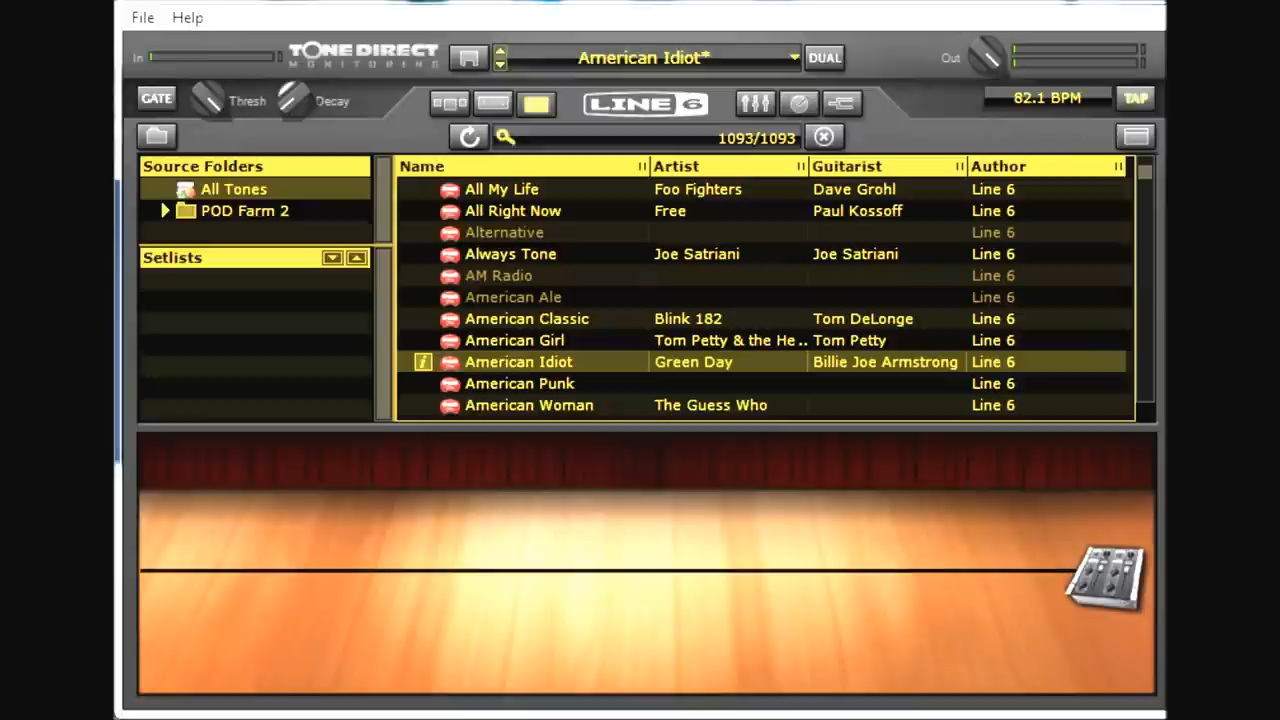 File Help
In TONE DIRECT MONITORING American Idiot* DUAL Out
GATE Thresh Decay LINE 6 82.1 BPM TAP
1093/1093
Source Folders
All Tones
POD Farm 2
Setlists
Name Artist Guitarist Author
All My Life Foo Fighters Dave Grohl Line 6
All Right Now Free Paul Kossoff Line 6
Alternative Line 6
Always Tone Joe Satriani Joe Satriani Line 6
AM Radio Line 6
American Ale Line 6
American Classic Blink 182 Tom DeLonge Line 6
American Girl Tom Petty & the He.. Tom Petty Line 6
i American Idiot Green Day Billie Joe Armstrong Line 6
American Punk Line 6
American Woman The Guess Who Line 6